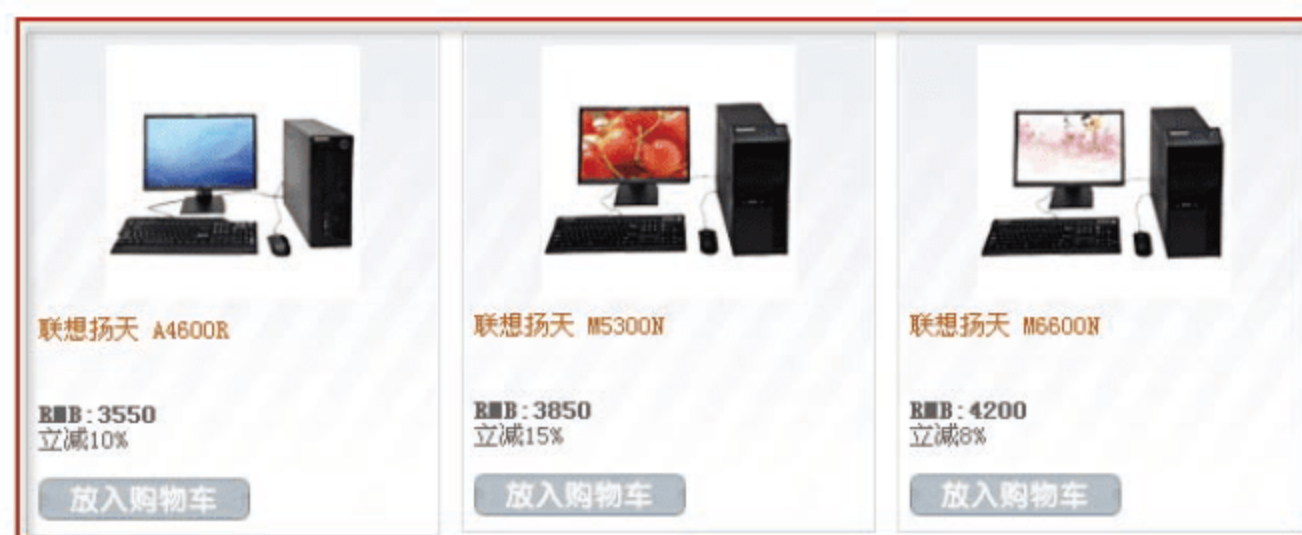 联想扬天 A4600R
RMB:3550
立减10%
放入购物车
联想扬天 M5300N
RMB:3850
立减15%
放入购物车
联想扬天 M6600N
RMB:4200
立减8%
放入购物车